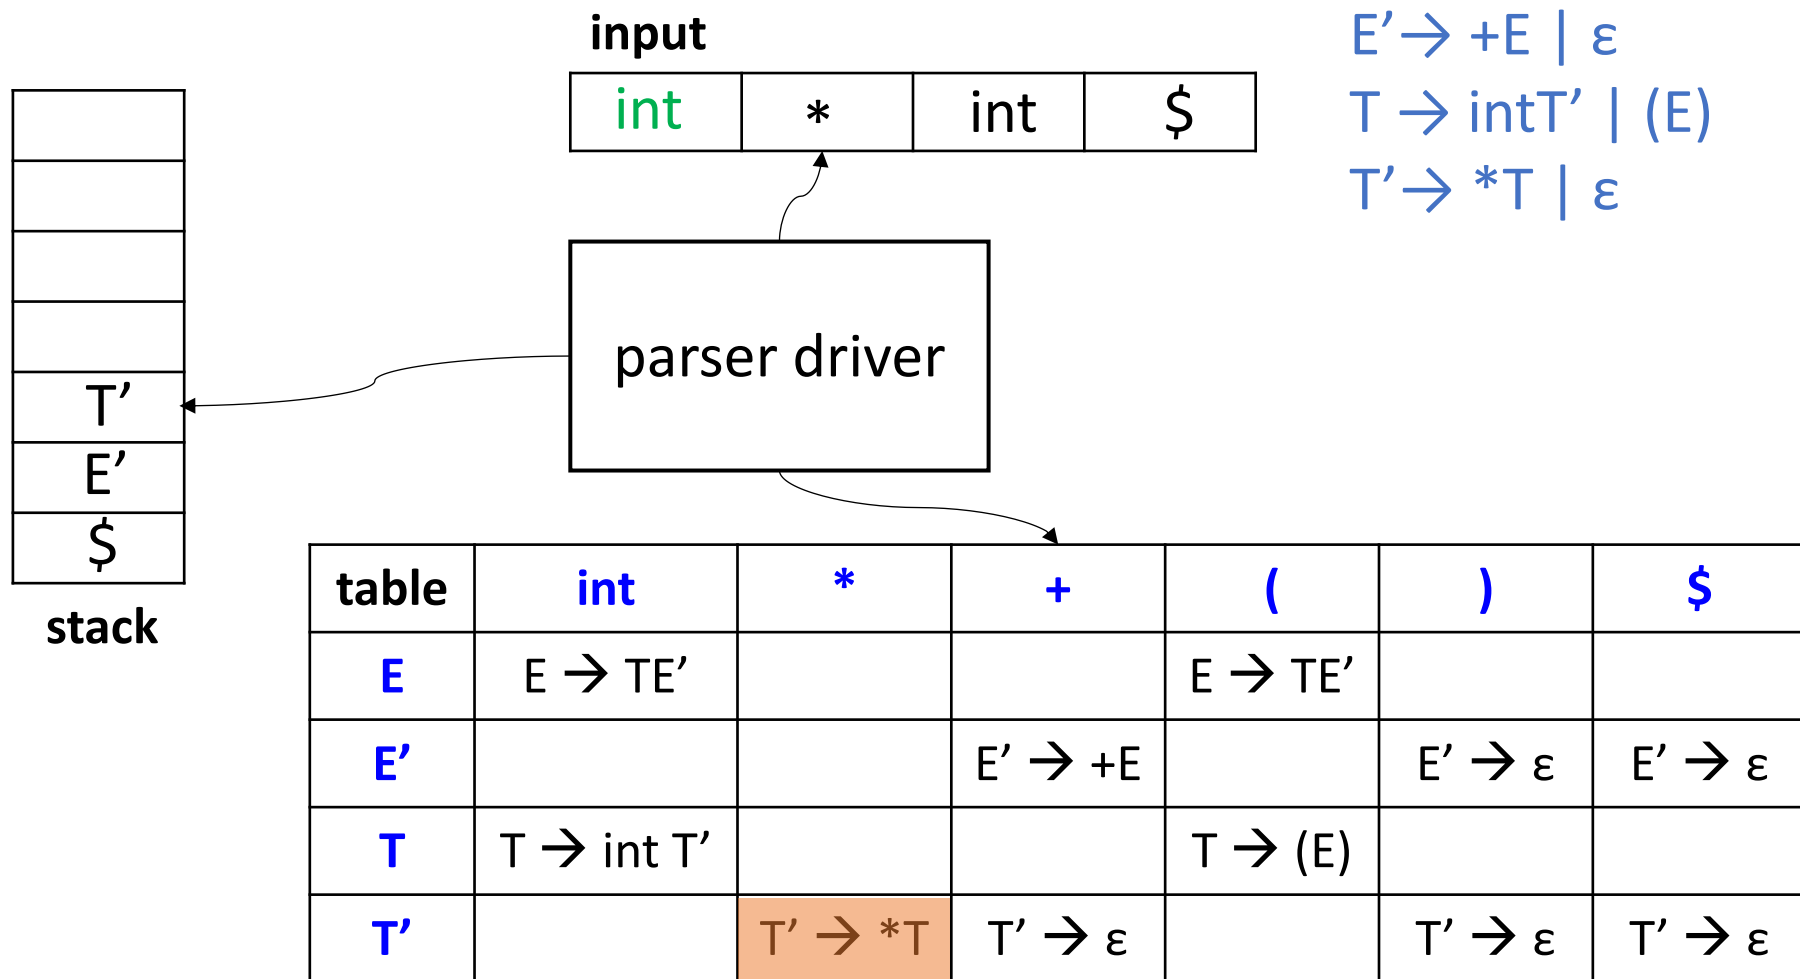 input
int * int $
E’→ +E | ε
T → intT’ | (E)
T’→ *T | ε
parser driver
T’
E’
$
stack
table int * + ( ) $
E E → TE’ E → TE’
E’ E’ → +E E’ → ε E’ → ε
T T → int T’ T → (E)
T’ T’ → *T T’ → ε T’ → ε T’ → ε